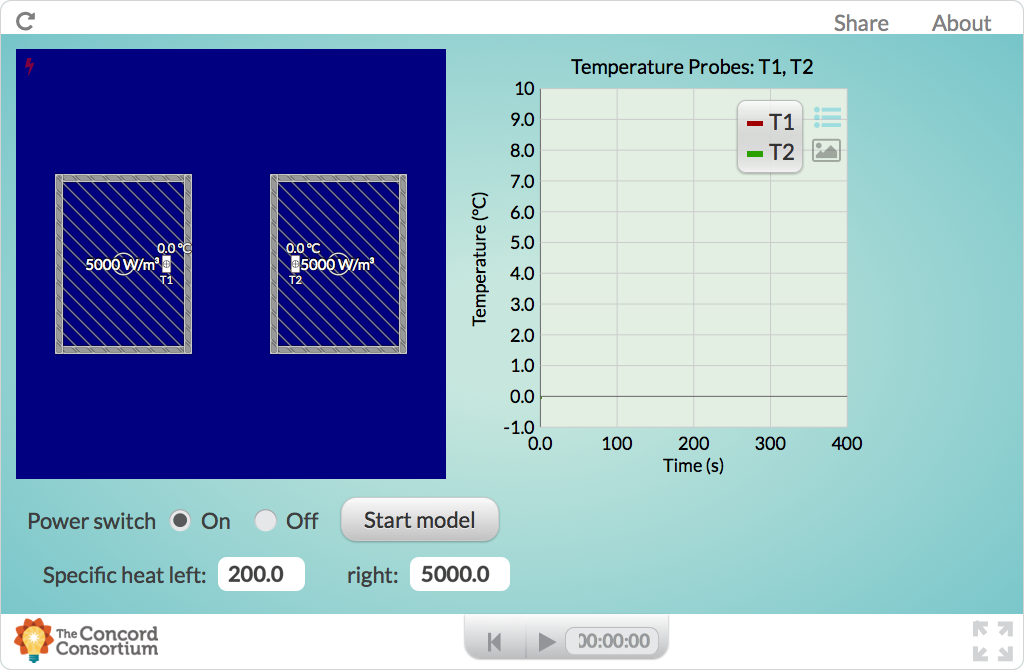 Share About
Temperature Probes: T1, T2
10
9.0
8.0
7.0
6.0
5.0
4.0
3.0
2.0
1.0
0.0
-1.0
Temperature (°C)
T1
T2
0.0 100 200 300 400
Time (s)
0.0 °C
5000 W/m³
T1
0.0 °C
5000 W/m³
T2
Power switch On Off Start model
Specific heat left: 200.0 right: 5000.0
The Concord
Consortium
00:00:00